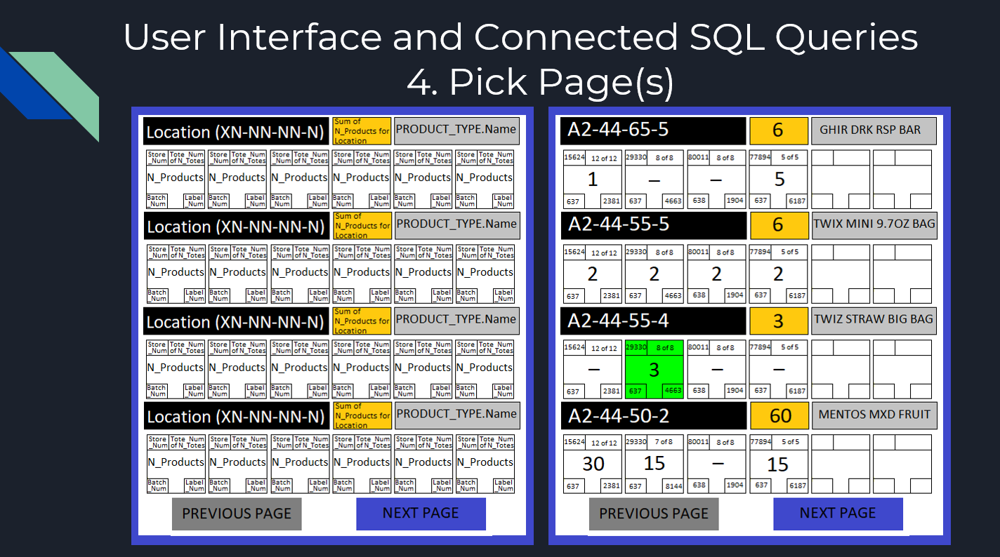 User Interface and Connected SQL Queries
4. Pick Page(s)
Location (XN-NN-NN-N)
Sum of
N_Products for
Location
PRODUCT_TYPE.Name
Store Tote_Num Store Tote_Num Store Tote_Num Store Tote_Num Store Tote_Num Store Tote_Num
_Num of N_Totes _Num of N_Totes _Num of N_Totes _Num of N_Totes _Num of N_Totes _Num of N_Totes
N_Products N_Products N_Products N_Products N_Products N_Products
Batch Label Batch Label Batch Label Batch Label Batch Label Batch Label
_Num _Num _Num _Num _Num _Num _Num _Num _Num _Num _Num _Num
Location (XN-NN-NN-N)
Sum of
N_Products for
Location
PRODUCT_TYPE.Name
Store Tote_Num Store Tote_Num Store Tote_Num Store Tote_Num Store Tote_Num Store Tote_Num
_Num of N_Totes _Num of N_Totes _Num of N_Totes _Num of N_Totes _Num of N_Totes _Num of N_Totes
N_Products N_Products N_Products N_Products N_Products N_Products
Batch Label Batch Label Batch Label Batch Label Batch Label Batch Label
_Num _Num _Num _Num _Num _Num _Num _Num _Num _Num _Num _Num
Location (XN-NN-NN-N)
Sum of
N_Products for
Location
PRODUCT_TYPE.Name
Store Tote_Num Store Tote_Num Store Tote_Num Store Tote_Num Store Tote_Num Store Tote_Num
_Num of N_Totes _Num of N_Totes _Num of N_Totes _Num of N_Totes _Num of N_Totes _Num of N_Totes
N_Products N_Products N_Products N_Products N_Products N_Products
Batch Label Batch Label Batch Label Batch Label Batch Label Batch Label
_Num _Num _Num _Num _Num _Num _Num _Num _Num _Num _Num _Num
Location (XN-NN-NN-N)
Sum of
N_Products for
Location
PRODUCT_TYPE.Name
Store Tote_Num Store Tote_Num Store Tote_Num Store Tote_Num Store Tote_Num Store Tote_Num
_Num of N_Totes _Num of N_Totes _Num of N_Totes _Num of N_Totes _Num of N_Totes _Num of N_Totes
N_Products N_Products N_Products N_Products N_Products N_Products
Batch Label Batch Label Batch Label Batch Label Batch Label Batch Label
_Num _Num _Num _Num _Num _Num _Num _Num _Num _Num _Num _Num
PREVIOUS PAGE NEXT PAGE
A2-44-65-5 6 GHIR DRK RSP BAR
15624 12 of 12 29330 8 of 8 80011 8 of 8 77894 5 of 5
1 – – 5
637 2381 637 4663 638 1904 637 6187
A2-44-55-5 6 TWIX MINI 9.7OZ BAG
15624 12 of 12 29330 8 of 8 80011 8 of 8 77894 5 of 5
2 2 2 2
637 2381 637 4663 638 1904 637 6187
A2-44-55-4 3 TWIZ STRAW BIG BAG
15624 12 of 12 29330 8 of 8 80011 8 of 8 77894 5 of 5
– 3 – –
637 2381 637 4663 638 1904 637 6187
A2-44-50-2 60 MENTOS MXD FRUIT
15624 12 of 12 29330 7 of 8 80011 8 of 8 77894 5 of 5
30 15 – 15
637 2381 637 8144 638 1904 637 6187
PREVIOUS PAGE NEXT PAGE